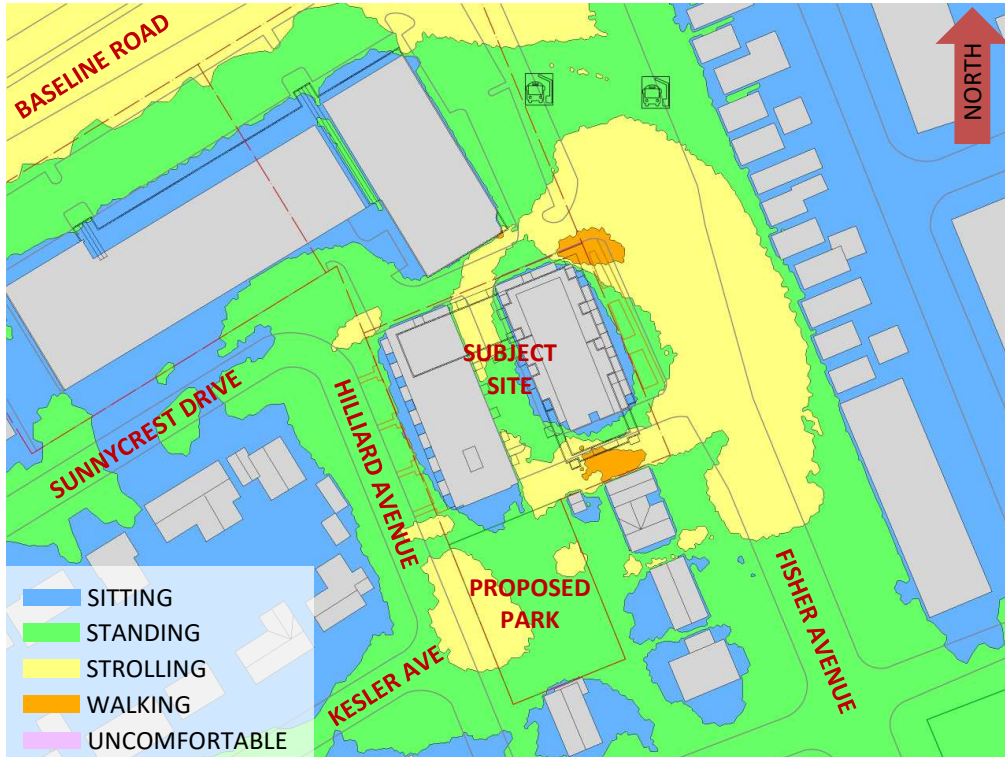 BASELINE ROAD
NORTH
SUBJECT
SITE
SUNNYCREST DRIVE
HILLIARD AVENUE
PROPOSED
PARK
FISHER AVENUE
KESLER AVE
SITTING
STANDING
STROLLING
WALKING
UNCOMFORTABLE